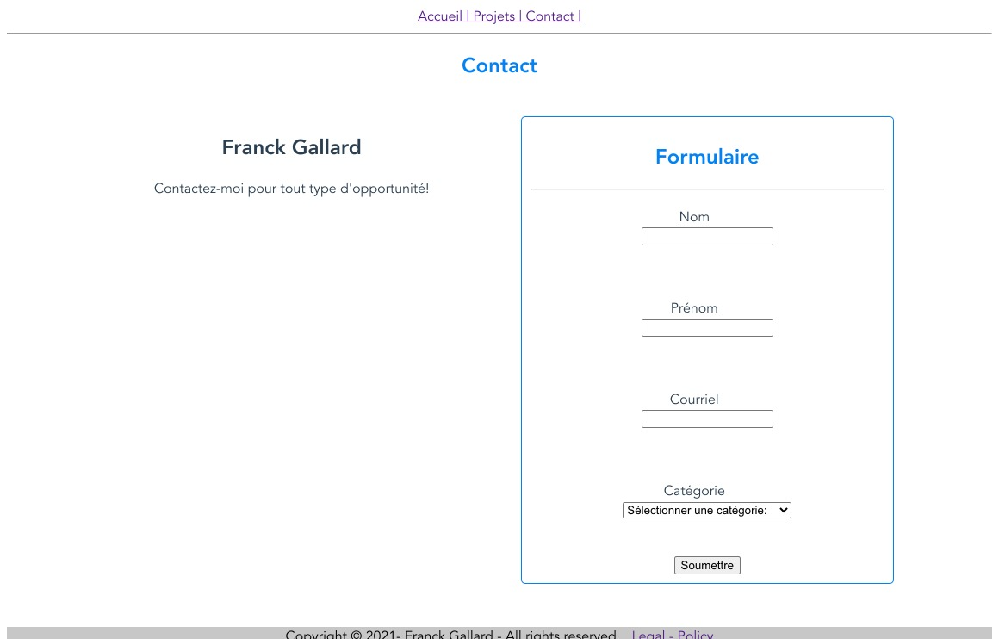 Accueil | Projets | Contact |
Contact
Franck Gallard
Contactez-moi pour tout type d'opportunité!
Formulaire
Nom
Prénom
Courriel
Catégorie
Sélectionner une catégorie:
Soumettre
Copyright © 2021- Franck Gallard - All rights reserved Legal - Policy